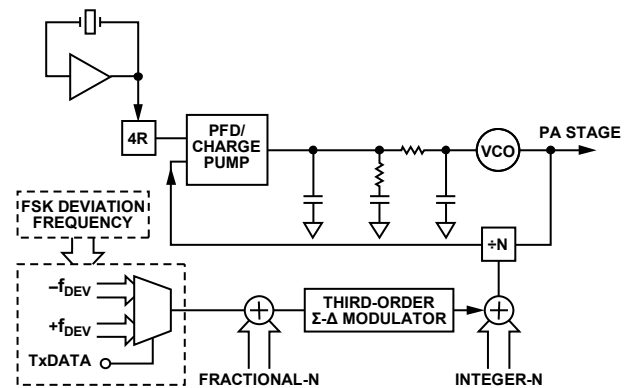 4R
PFD/
CHARGE
PUMP
VCO
PA STAGE
FSK DEVIATION
FREQUENCY
÷N
–fDEV
+fDEV
TxDATA
THIRD-ORDER
Σ-Δ MODULATOR
FRACTIONAL-N
INTEGER-N